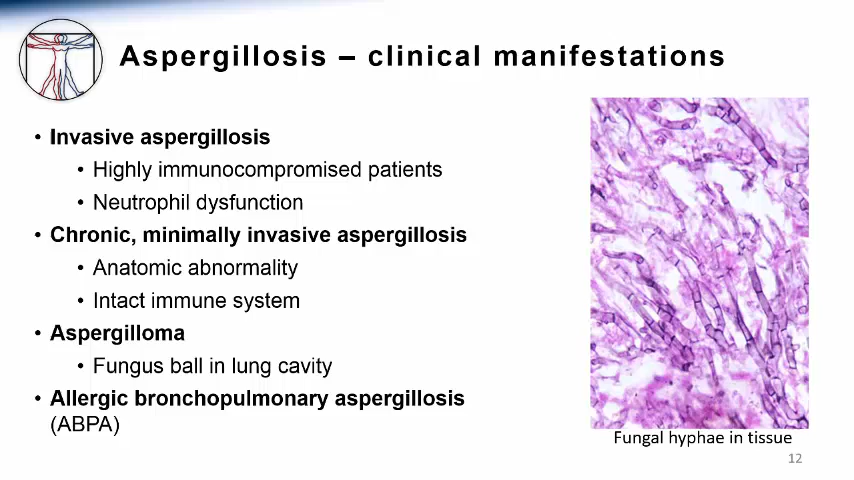 Aspergillosis – clinical manifestations
• Invasive aspergillosis
• Highly immunocompromised patients
• Neutrophil dysfunction
• Chronic, minimally invasive aspergillosis
• Anatomic abnormality
• Intact immune system
• Aspergilloma
• Fungus ball in lung cavity
• Allergic bronchopulmonary aspergillosis
(ABPA)
Fungal hyphae in tissue
12